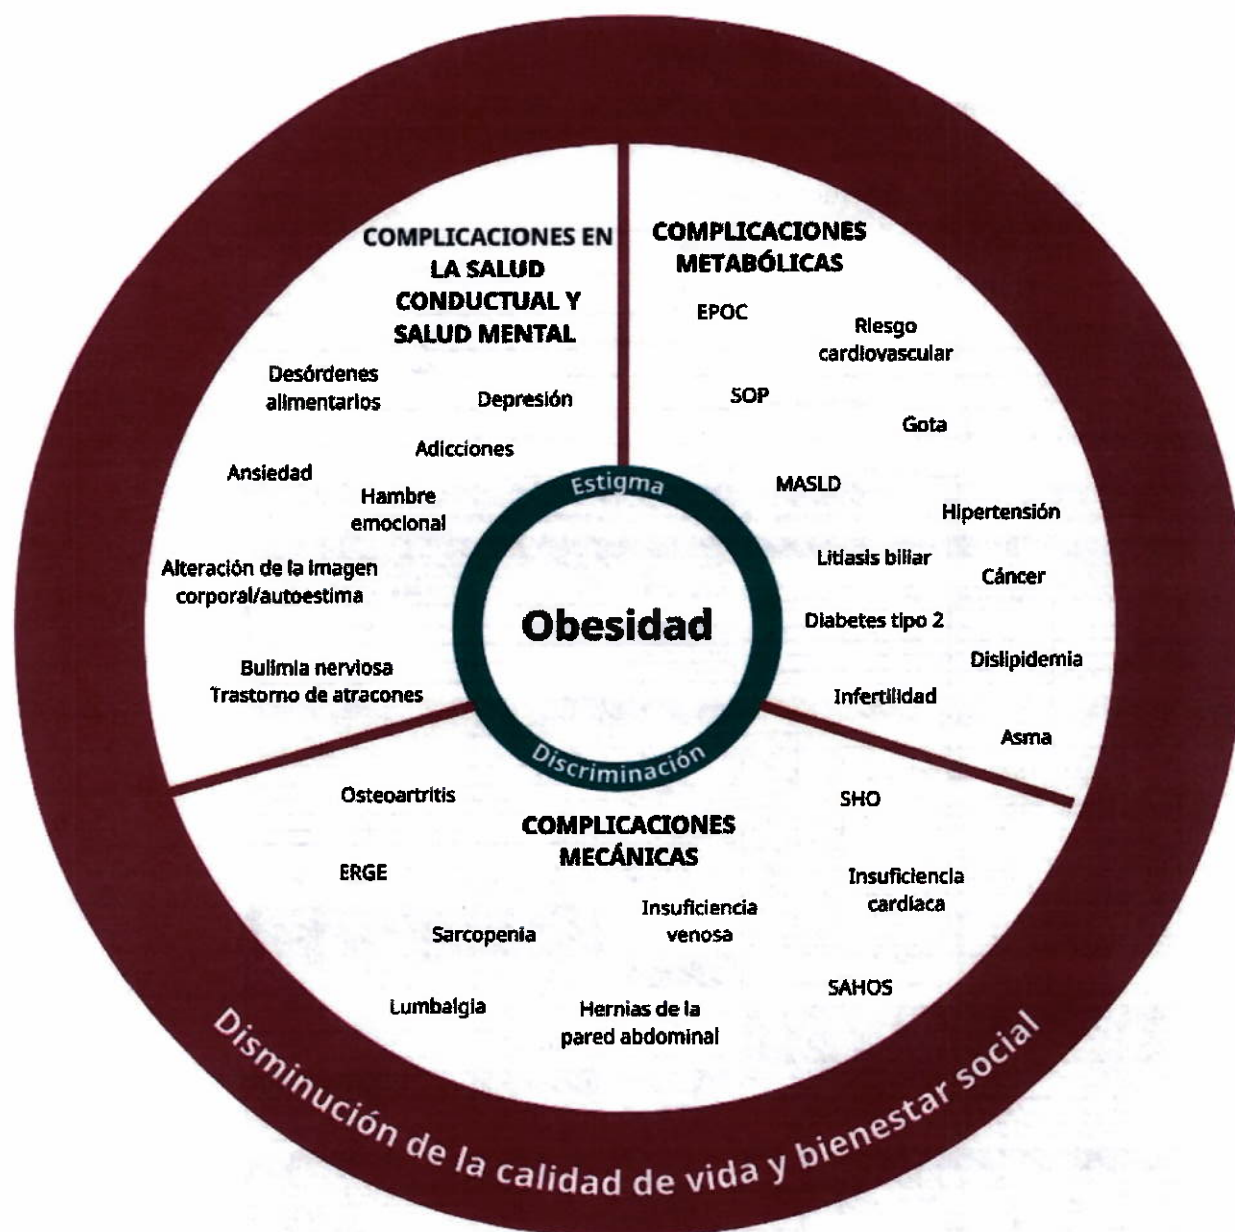 COMPLICACIONES EN
LA SALUD
CONDUCTUAL Y
SALUD MENTAL
Desórdenes
alimentarios
Depresión
Adicciones
Ansiedad
Hambre
emocional
Alteración de la imagen
corporal/autoestima
Bulimia nerviosa
Trastorno de atracones
COMPLICACIONES
METABÓLICAS
EPOC
Riesgo
cardiovascular
SOP
Gota
MASLD
Hipertensión
Litiasis biliar
Cáncer
Diabetes tipo 2
Dislipidemia
Infertilidad
Asma
Estigma
Obesidad
Discriminación
COMPLICACIONES
MECÁNICAS
Osteoartritis
SHO
ERGE
Insuficiencia
cardíaca
Insuficiencia
venosa
Sarcopenia
SAHOS
Lumbalgia
Hernias de la
pared abdominal
Disminución de la calidad de vida y bienestar social